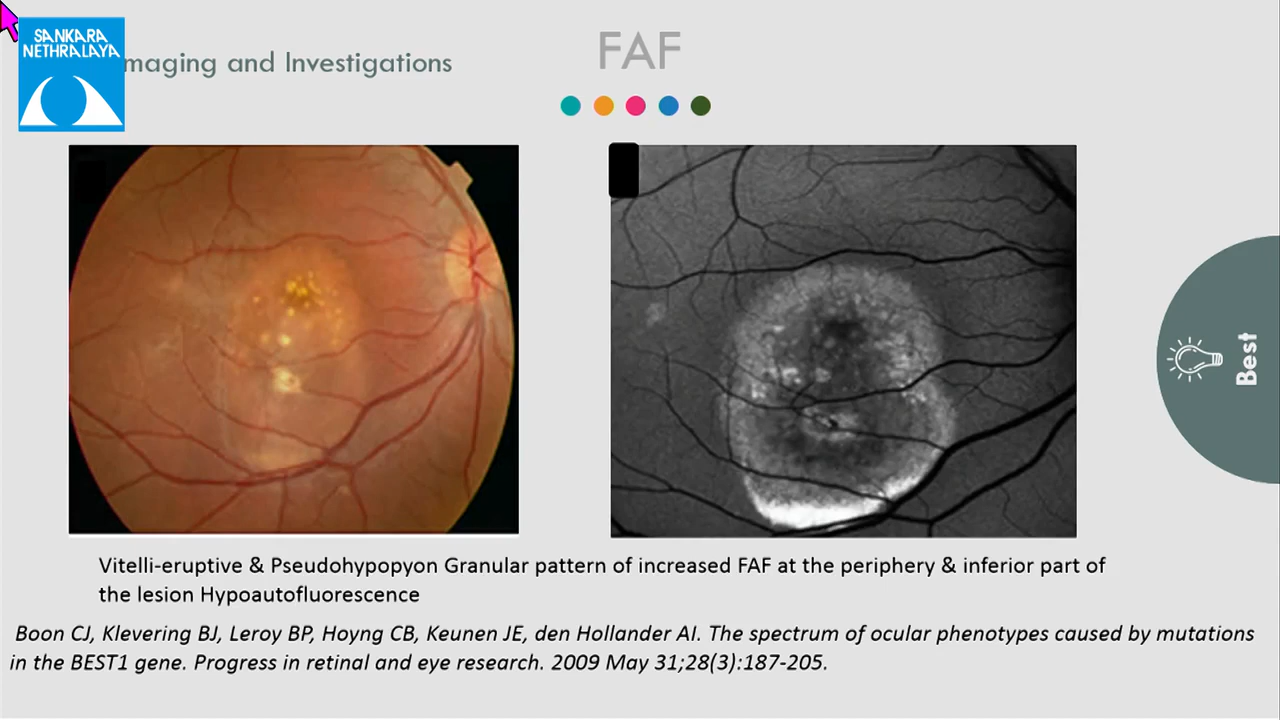 SANKARA
NETHRALAYA
maging and Investigations
FAF
Best
Vitelli-eruptive & Pseudohypopyon Granular pattern of increased FAF at the periphery & inferior part of
the lesion Hypoautofluorescence
Boon CJ, Klevering BJ, Leroy BP, Hoyng CB, Keunen JE, den Hollander AI. The spectrum of ocular phenotypes caused by mutations
in the BEST1 gene. Progress in retinal and eye research. 2009 May 31;28(3):187-205.